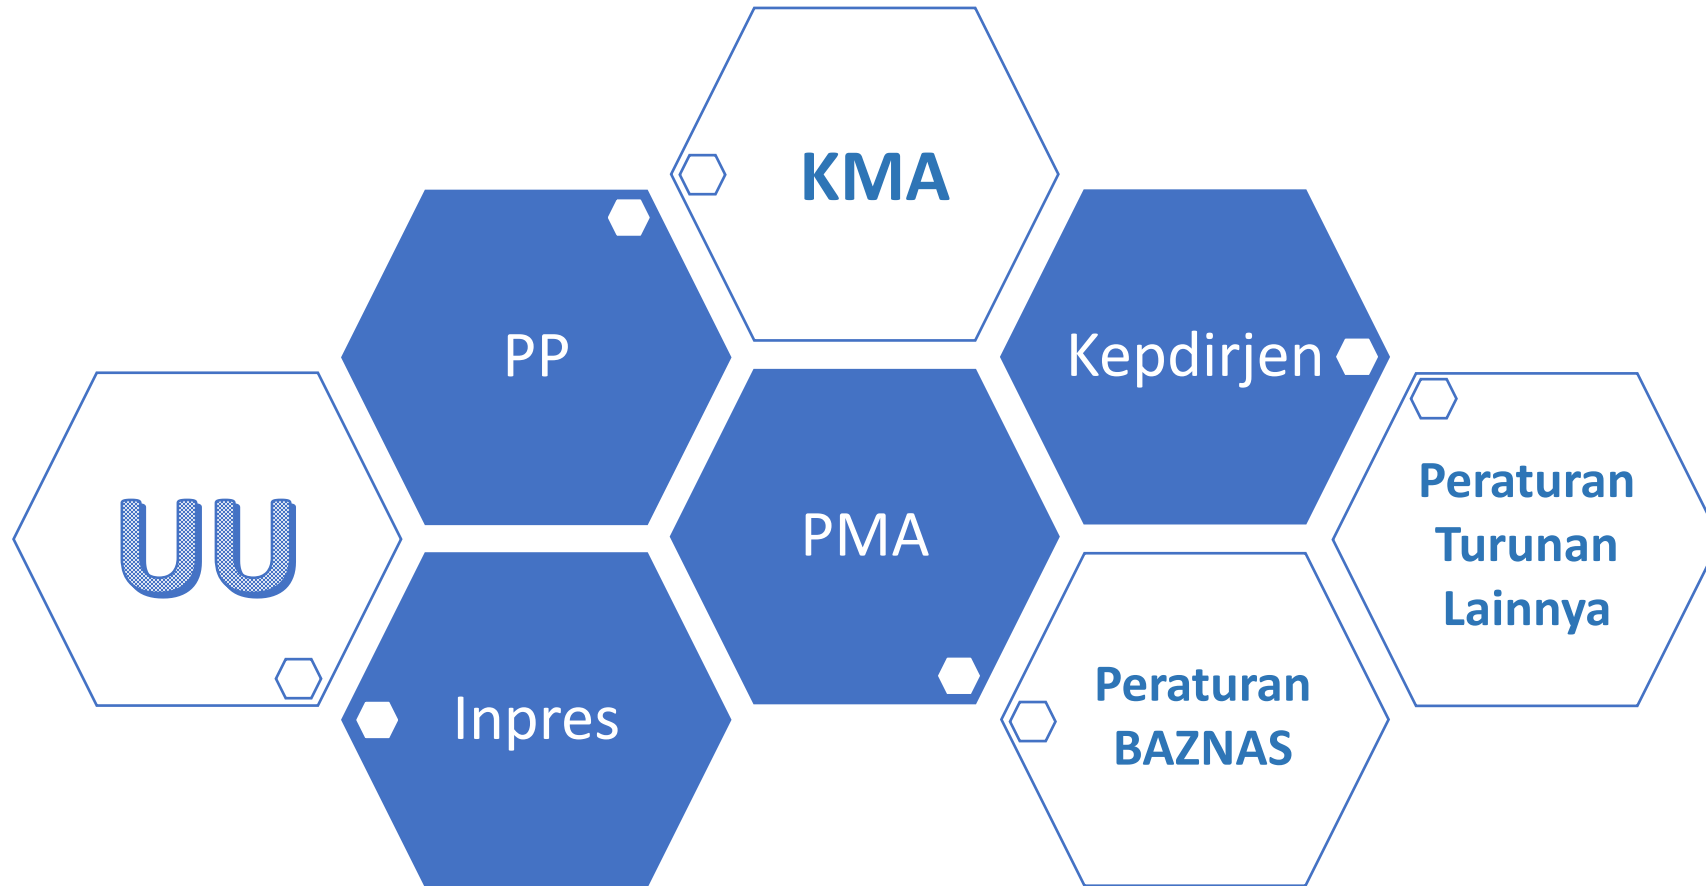 KMA
PP
Kepdirjen
UU
PMA
Peraturan
Turunan
Lainnya
Inpres
Peraturan
BAZNAS